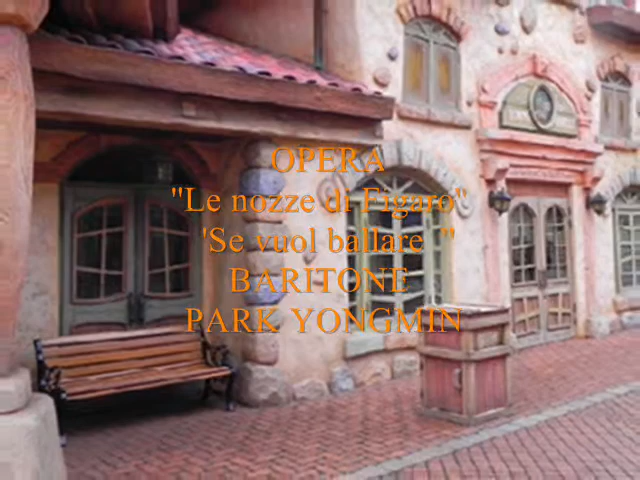 OPERA
"Le nozze di Figaro"
'Se vuol ballare "
BARITONE
PARK YONGMIN